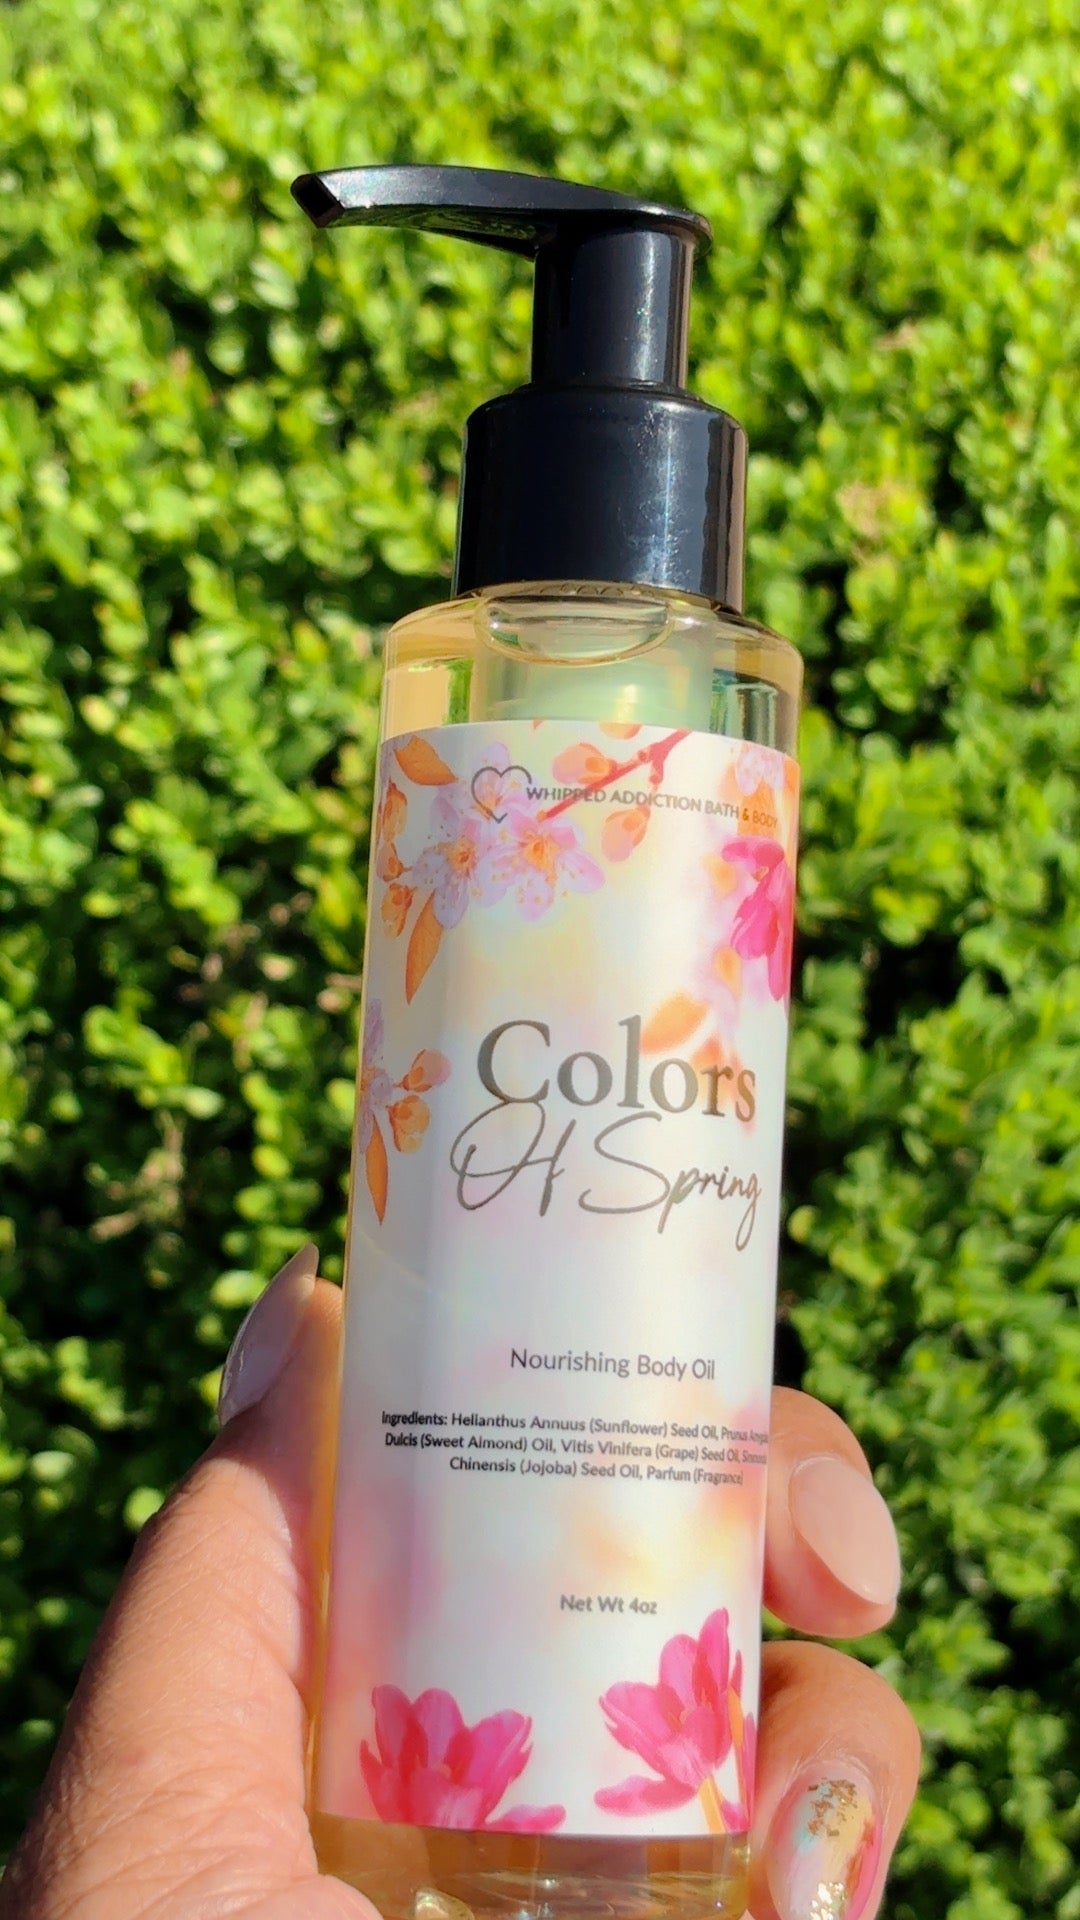 WHIPPED ADDICTION BATH & BODY
Colors
Of Spring
Nourishing Body Oil
Ingredients: Helianthus Annuus (Sunflower) Seed Oil, Prunus
Dulcis (Sweet Almond) Oil, Vitis Vinifera (Grape) Seed Oil,
Chinensis (Jojoba) Seed Oil, Parfum (Fragrance)
Net Wt 4oz